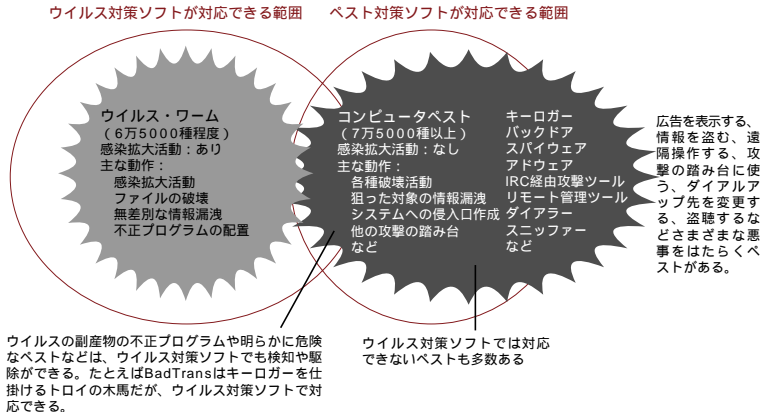 ウイルス対策ソフトが対応できる範囲
ペスト対策ソフトが対応できる範囲
ウイルス・ワーム
（6万5000種程度）
感染拡大活動：あり
主な動作：
感染拡大活動
ファイルの破壊
無差別な情報漏洩
不正プログラムの配置
コンピュータペスト
（7万5000種以上）
感染拡大活動：なし
主な動作：
各種破壊活動
狙った対象の情報漏洩
システムへの侵入口作成
他の攻撃の踏み台
など
キーロガー
バックドア
スパイウェア
アドウェア
IRC経由攻撃ツール
リモート管理ツール
ダイアラー
スニッファー
など
広告を表示する、
情報を盗む、遠
隔操作する、攻
撃の踏み台に使
う、ダイアルア
ップ先を変更す
る、盗聴するな
どさまざまな悪
事をはたらくペ
ストがある。
ウイルスの副産物の不正プログラムや明らかに危険
なペストなどは、ウイルス対策ソフトでも検知や駆
除ができる。たとえばBadTransはキーロガーを仕
掛けるトロイの木馬だが、ウイルス対策ソフトで対
応できる。
ウイルス対策ソフトでは対応
できないペストも多数ある